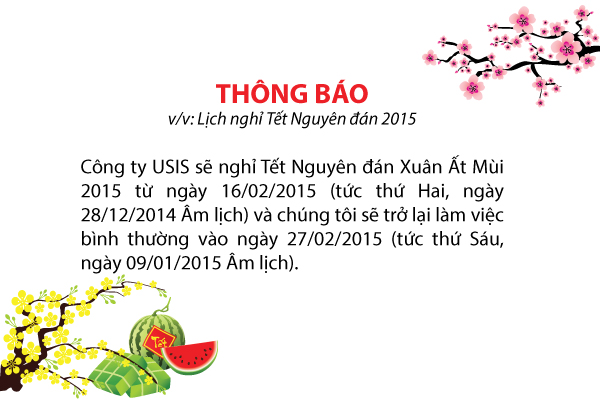 THÔNG BÁO
v/v: Lịch nghỉ Tết Nguyên đán 2015
Công ty USIS sẽ nghỉ Tết Nguyên đán Xuân Ất Mùi
2015 từ ngày 16/02/2015 (tức thứ Hai, ngày
28/12/2014 Âm lịch) và chúng tôi sẽ trở lại làm việc
bình thường vào ngày 27/02/2015 (tức thứ Sáu,
ngày 09/01/2015 Âm lịch).
Tết